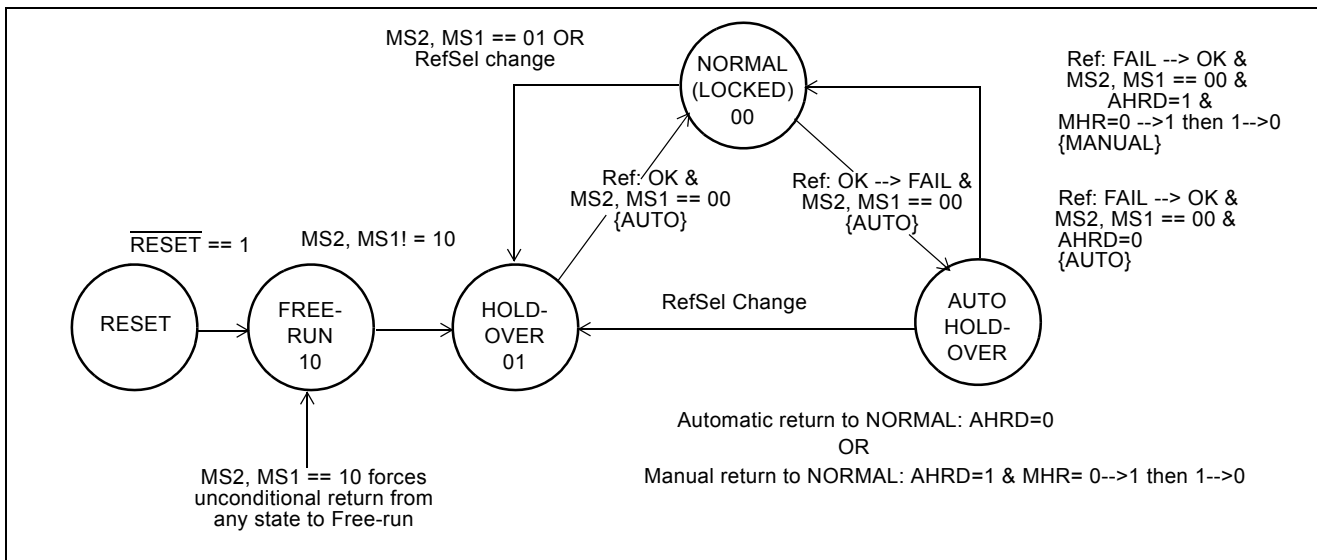 MS2, MS1 == 01 OR
RefSel change
NORMAL
(LOCKED)
00
Ref: FAIL --> OK &
MS2, MS1 == 00 &
AHRD=1 &
MHR=0 -->1 then 1-->0
{MANUAL}
Ref: OK &
MS2, MS1 == 00
{AUTO}
Ref: OK --> FAIL &
MS2, MS1 == 00
{AUTO}
Ref: FAIL --> OK &
MS2, MS1 == 00 &
AHRD=0
{AUTO}
RESET == 1
MS2, MS1! = 10
RESET
FREE-
RUN
10
HOLD-
OVER
01
RefSel Change
AUTO
HOLD-
OVER
MS2, MS1 == 10 forces
unconditional return from
any state to Free-run
Automatic return to NORMAL: AHRD=0
OR
Manual return to NORMAL: AHRD=1 & MHR= 0-->1 then 1-->0